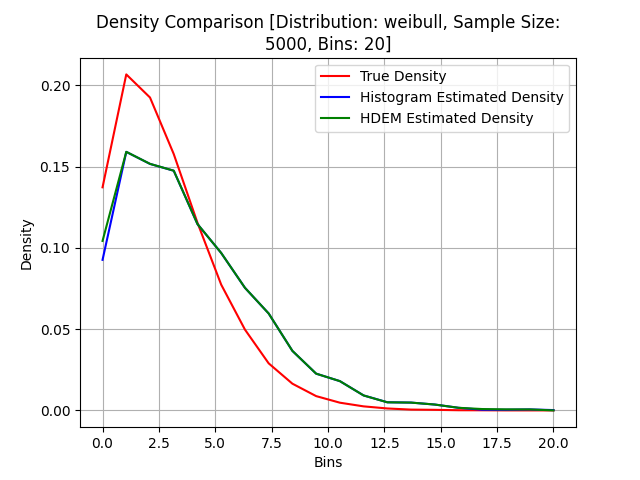 Density Comparison [Distribution: weibull, Sample Size:
5000, Bins: 20]
True Density
Histogram Estimated Density
HDEM Estimated Density
Density
0.20
0.15
0.10
0.05
0.00
0.0 2.5 5.0 7.5 10.0 12.5 15.0 17.5 20.0
Bins